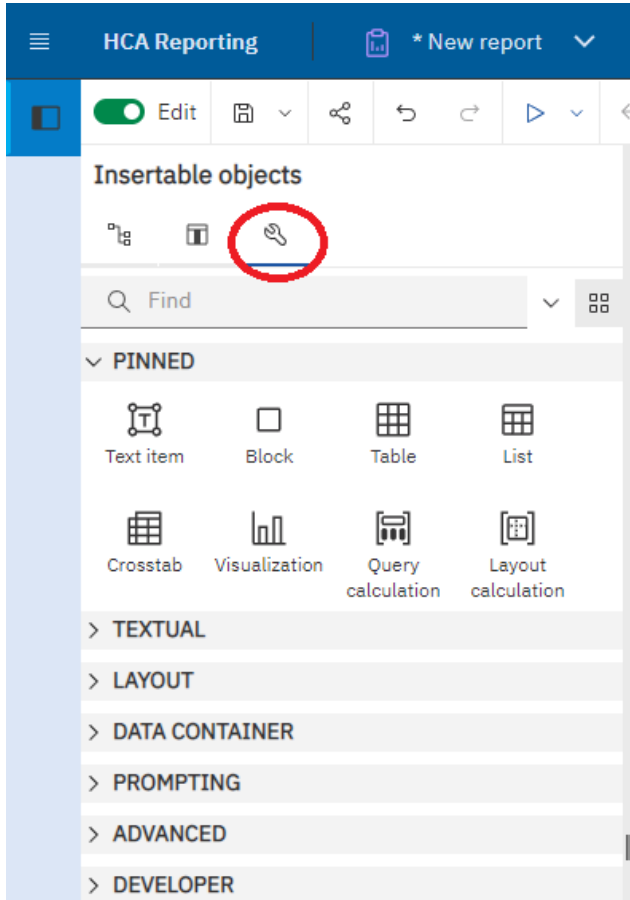 HCA Reporting
* New report
Edit
Insertable objects
Find
PINNED
Text item
Block
Table
List
Crosstab
Visualization
Query calculation
Layout calculation
TEXTUAL
LAYOUT
DATA CONTAINER
PROMPTING
ADVANCED
DEVELOPER